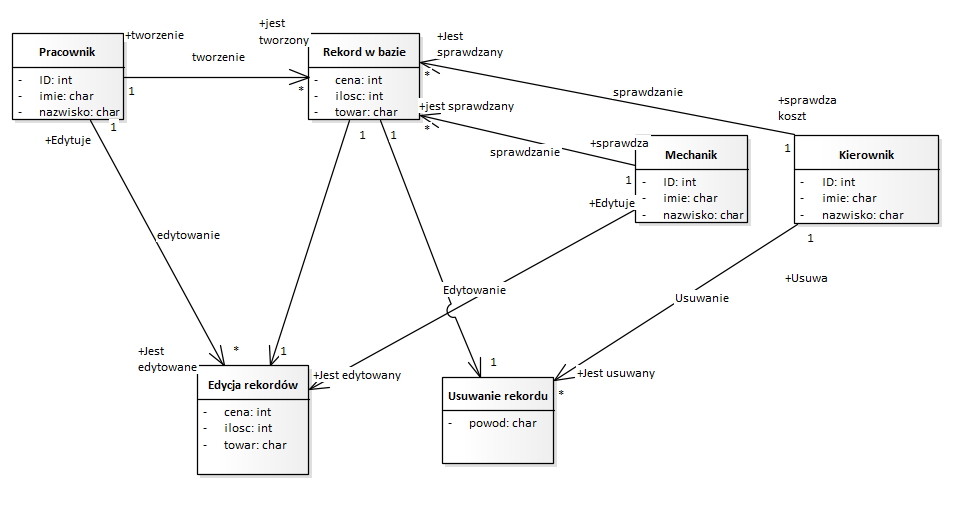 +jest
tworzony
+tworzenie
tworzenie
1
*
Pracownik
- ID: int
- imie: char
- nazwisko: char
1
+Edytuje
Rekord w bazie
- cena: int
- ilosc: int
- towar: char
1
1
+Jest
sprawdzany
*
sprawdzanie
+sprawdza
koszt
1
+jest sprawdzany
*
sprawdzanie
+sprawdza
1
+Edytuje
Mechanik
- ID: int
- imie: char
- nazwisko: char
Kierownik
- ID: int
- imie: char
- nazwisko: char
1
+Usuwa
edytowanie
Edytowanie
Usuwanie
+Jest
edytowane
*
1
+Jest edytowany
1
+Jest usuwany
*
Edycja rekordów
- cena: int
- ilosc: int
- towar: char
Usuwanie rekordu
- powod: char